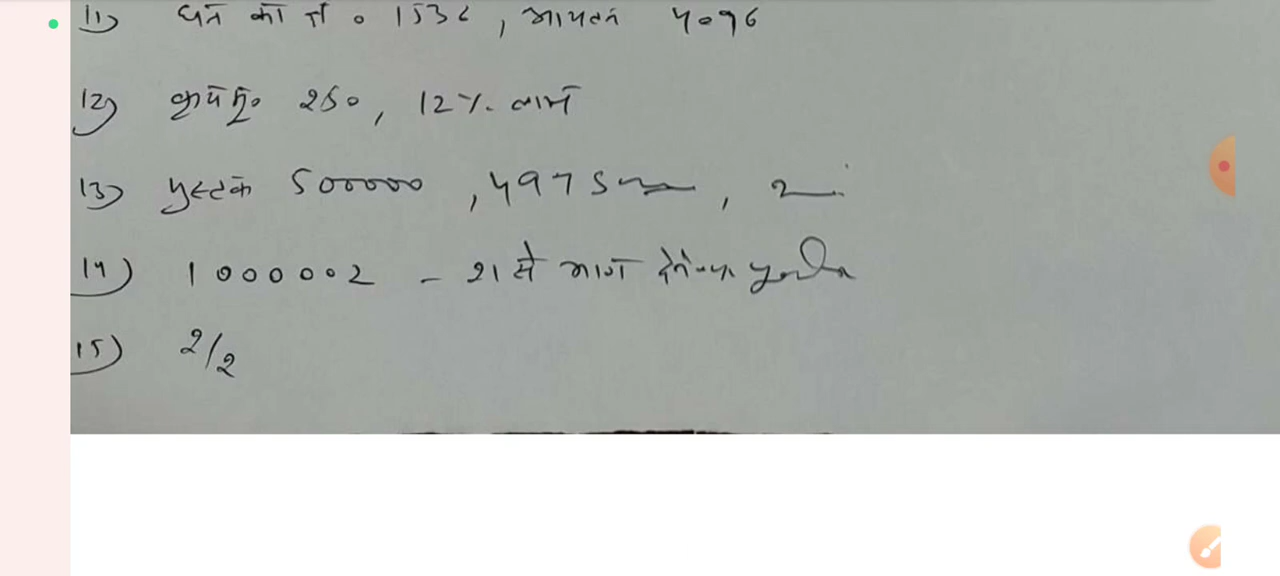 11) घन का सं० 1536, आयतन 4096
12) क्रय मू० 250, 12% लाभ
13) पुस्तक 500000, 4975
14) 1000002 - से भाग देने पर
15) 2/2